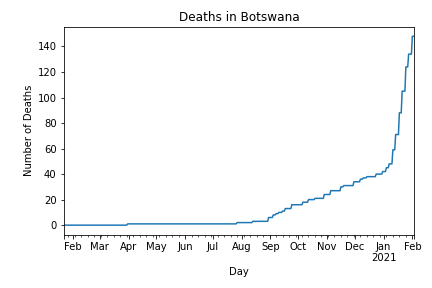 Deaths in Botswana
Number of Deaths
140
120
100
80
60
40
20
0
Feb Mar Apr May Jun Jul Aug Sep Oct Nov Dec Jan Feb
2021
Day